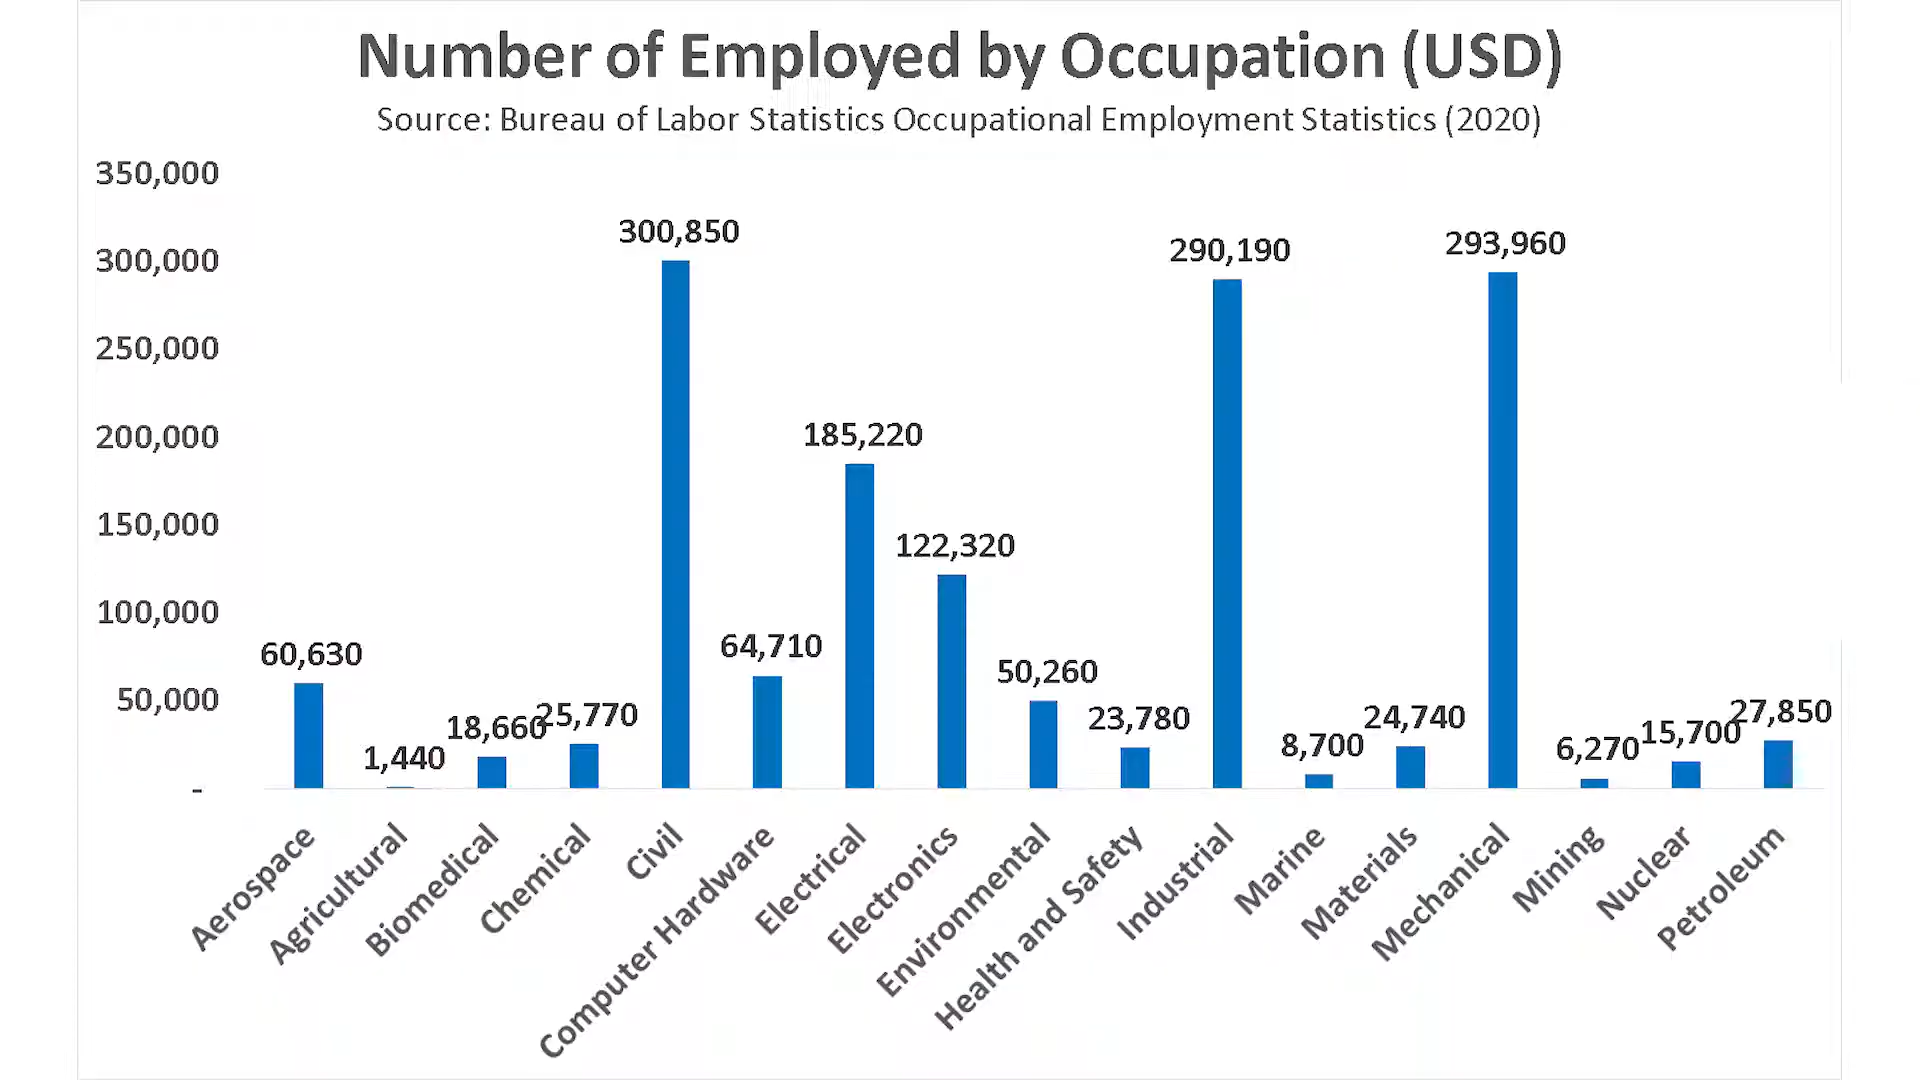 Number of Employed by Occupation (USD)
Source: Bureau of Labor Statistics Occupational Employment Statistics (2020)
350,000
300,000
250,000
200,000
150,000
100,000
50,000
-
60,630
1,440
18,660
25,770
300,850
64,710
185,220
122,320
50,260
23,780
290,190
8,700
24,740
293,960
6,270
15,700
27,850
Aerospace
Agricultural
Biomedical
Chemical
Civil
Computer Hardware
Electrical
Electronics
Environmental
Health and Safety
Industrial
Marine
Materials
Mechanical
Mining
Nuclear
Petroleum